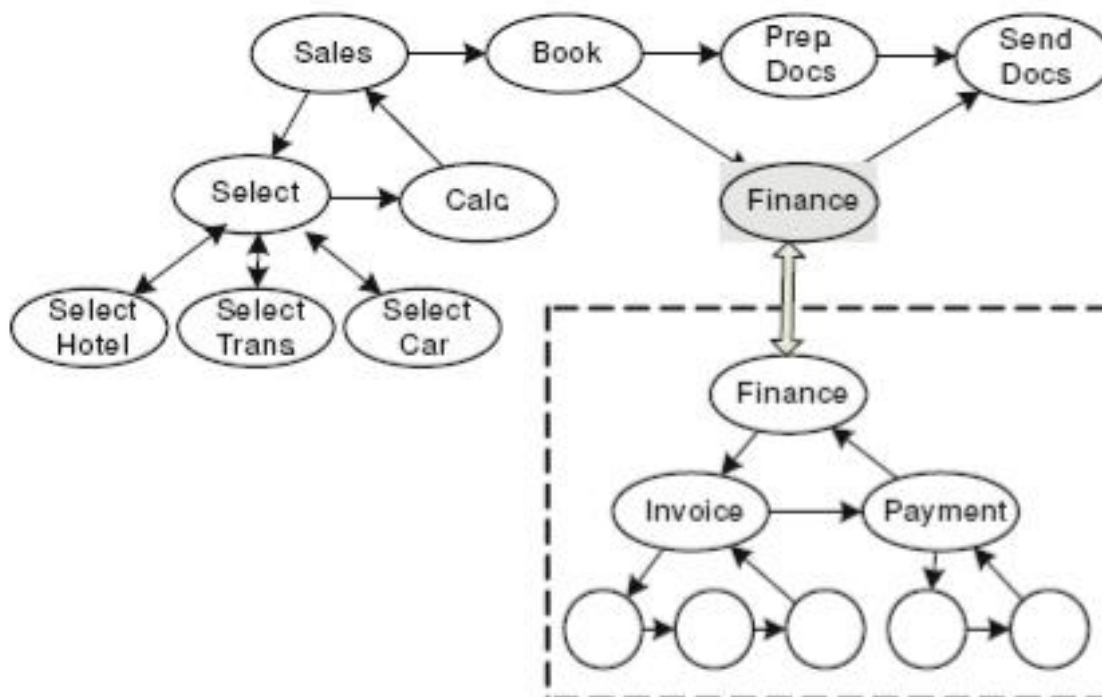 Sales
Book
Prep.
Docs
Send
Docs
Select
Calc.
Finance
Select
Hotel
Select
Trans.
Select
Car
Finance
Invoice
Payment